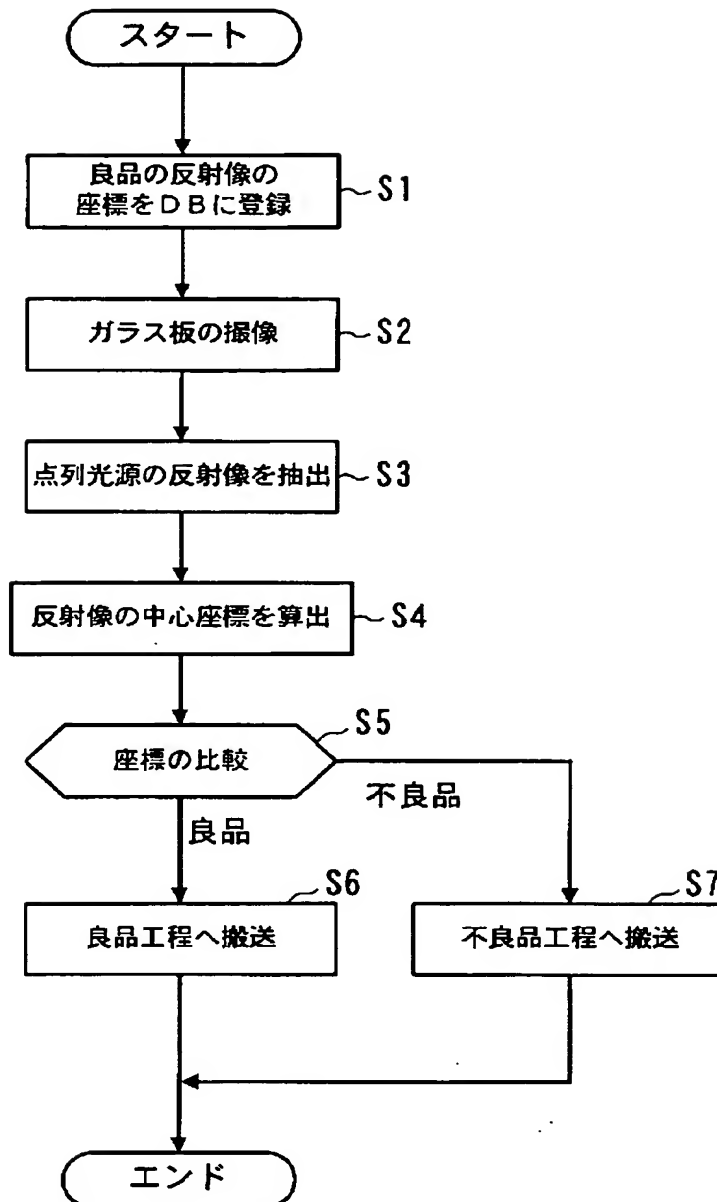 スタート
良品の反射像の
座標をDBに登録
S1
ガラス板の撮像
S2
点列光源の反射像を抽出
S3
反射像の中心座標を算出
S4
座標の比較
S5
不良品
良品
良品工程へ搬送
S6
不良品工程へ搬送
S7
エンド